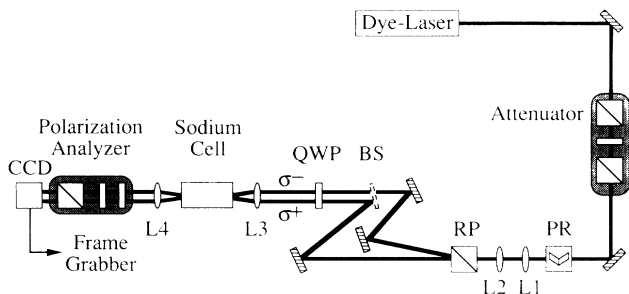 Dye-Laser
Attenuator
Polarization
Analyzer
Sodium
Cell
CCD
QWP
BS
σ−
σ+
L4
L3
RP
PR
L2
L1
Frame
Grabber